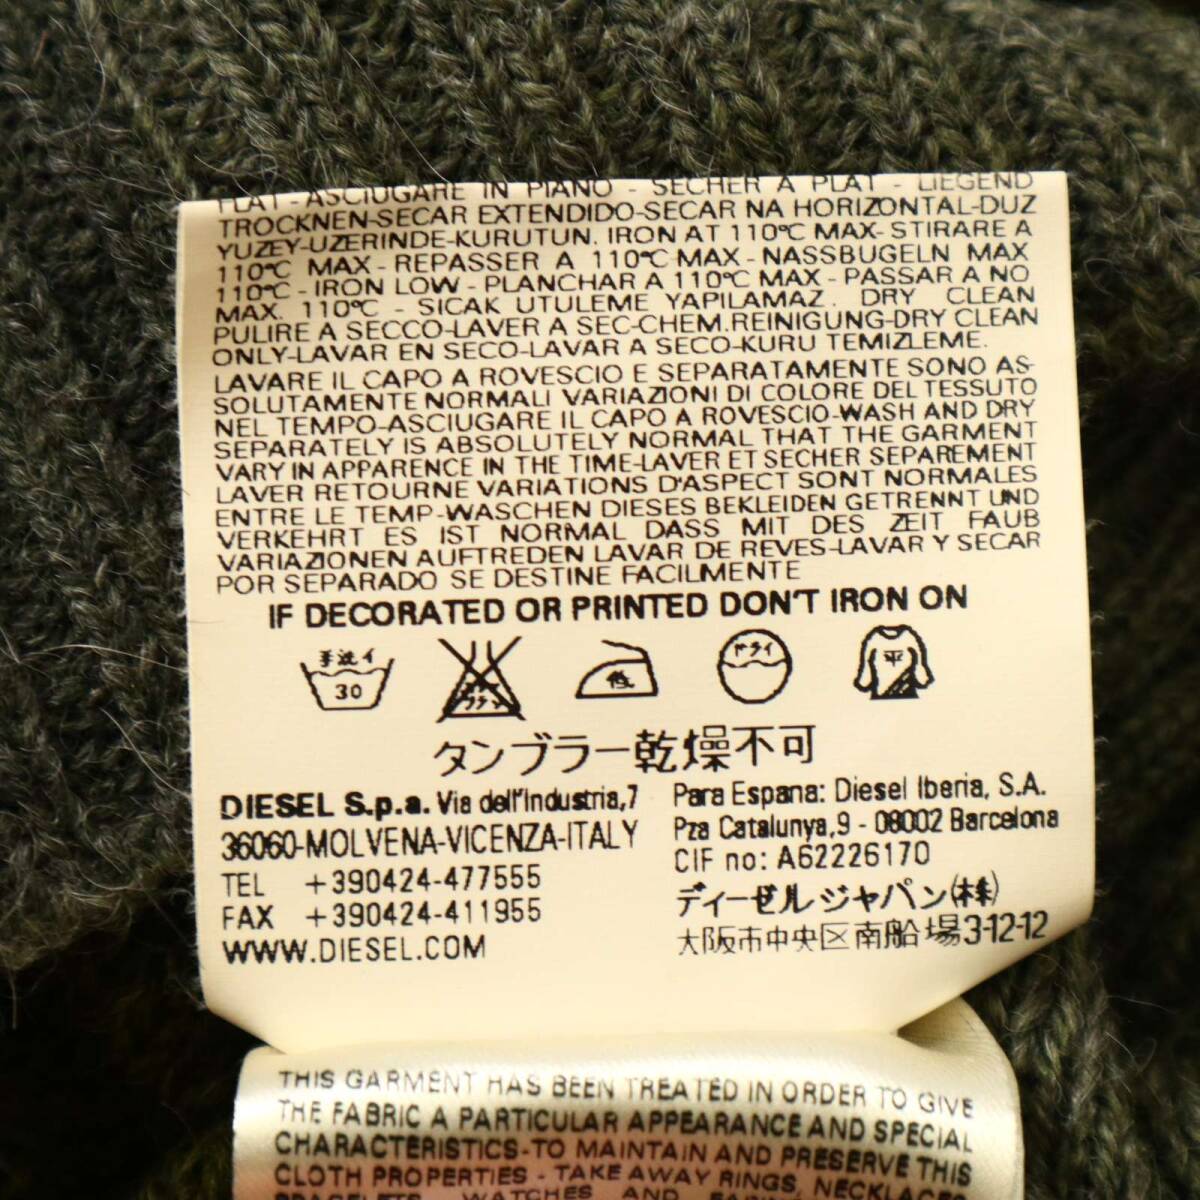 FLAT-ASCIUGARE IN PIANO - SECHER A PLAT - LIEGEND
TROCKNEN-SECAR EXTENDIDO-SECAR NA HORIZONTAL-DUZ
YUZEY-UZERINDE-KURUTUN. IRON AT 110°C MAX-STIRARE A
110°C MAX-REPASSER A 110°C MAX-NASSBUGELN MAX
110°C -IRON LOW-PLANCHAR A 110°C MAX - PASSAR A NO
MAX. 110°C - SICAK UTULEME YAPILAMAZ. DRY CLEAN
PULIRE A SECCO-LAVER A SEC-CHEM.REINIGUNG-DRY CLEAN
ONLY-LAVAR EN SECO-LAVAR A SECO-KURU TEMIZLEME.
LAVARE IL CAPO A ROVESCIO E SEPARATAMENTE SONO AS-
SOLUTAMENTE NORMALI VARIAZIONI DI COLORE DEL TESSUTO
NEL TEMPO-ASCIUGARE IL CAPO A ROVESCIO-WASH AND DRY
SEPARATELY IS ABSOLUTELY NORMAL THAT THE GARMENT
VARY IN APPARENCE IN THE TIME-LAVER ET SECHER SEPAREMENT
LAVER RETOURNE VARIATIONS D'ASPECT SONT NORMALES
ENTRE LE TEMP-WASCHEN DIESES BEKLEIDEN GETRENNT UND
VERKEHRT ES IST NORMAL DASS MIT DES ZEIT FAUB
VARIAZIONEN AUFTREDEN LAVAR DE REVES-LAVAR Y SECAR
POR SEPARADO SE DESTINE FACILMENTE
IF DECORATED OR PRINTED DON'T IRON ON
手洗イ 30 低 ドライ 平
タンブラー乾燥不可
DIESEL S.p.a. Via dell'Industria,7
36060-MOLVENA-VICENZA-ITALY
TEL +390424-477555
FAX +390424-411955
WWW.DIESEL.COM
Para Espana: Diesel Iberia, S.A.
Pza Catalunya,9 - 08002 Barcelona
CIF no: A62226170
ディーゼルジャパン(株)
大阪市中央区南船場3-12-12
THIS GARMENT HAS BEEN TREATED IN ORDER TO GIVE
THE FABRIC A PARTICULAR APPEARANCE AND SPECIAL
CHARACTERISTICS-TO MAINTAIN AND PRESERVE THIS
CLOTH PROPERTIES - TAKE AWAY RINGS, NECKLACES
BRACELETS, WATCHES AND